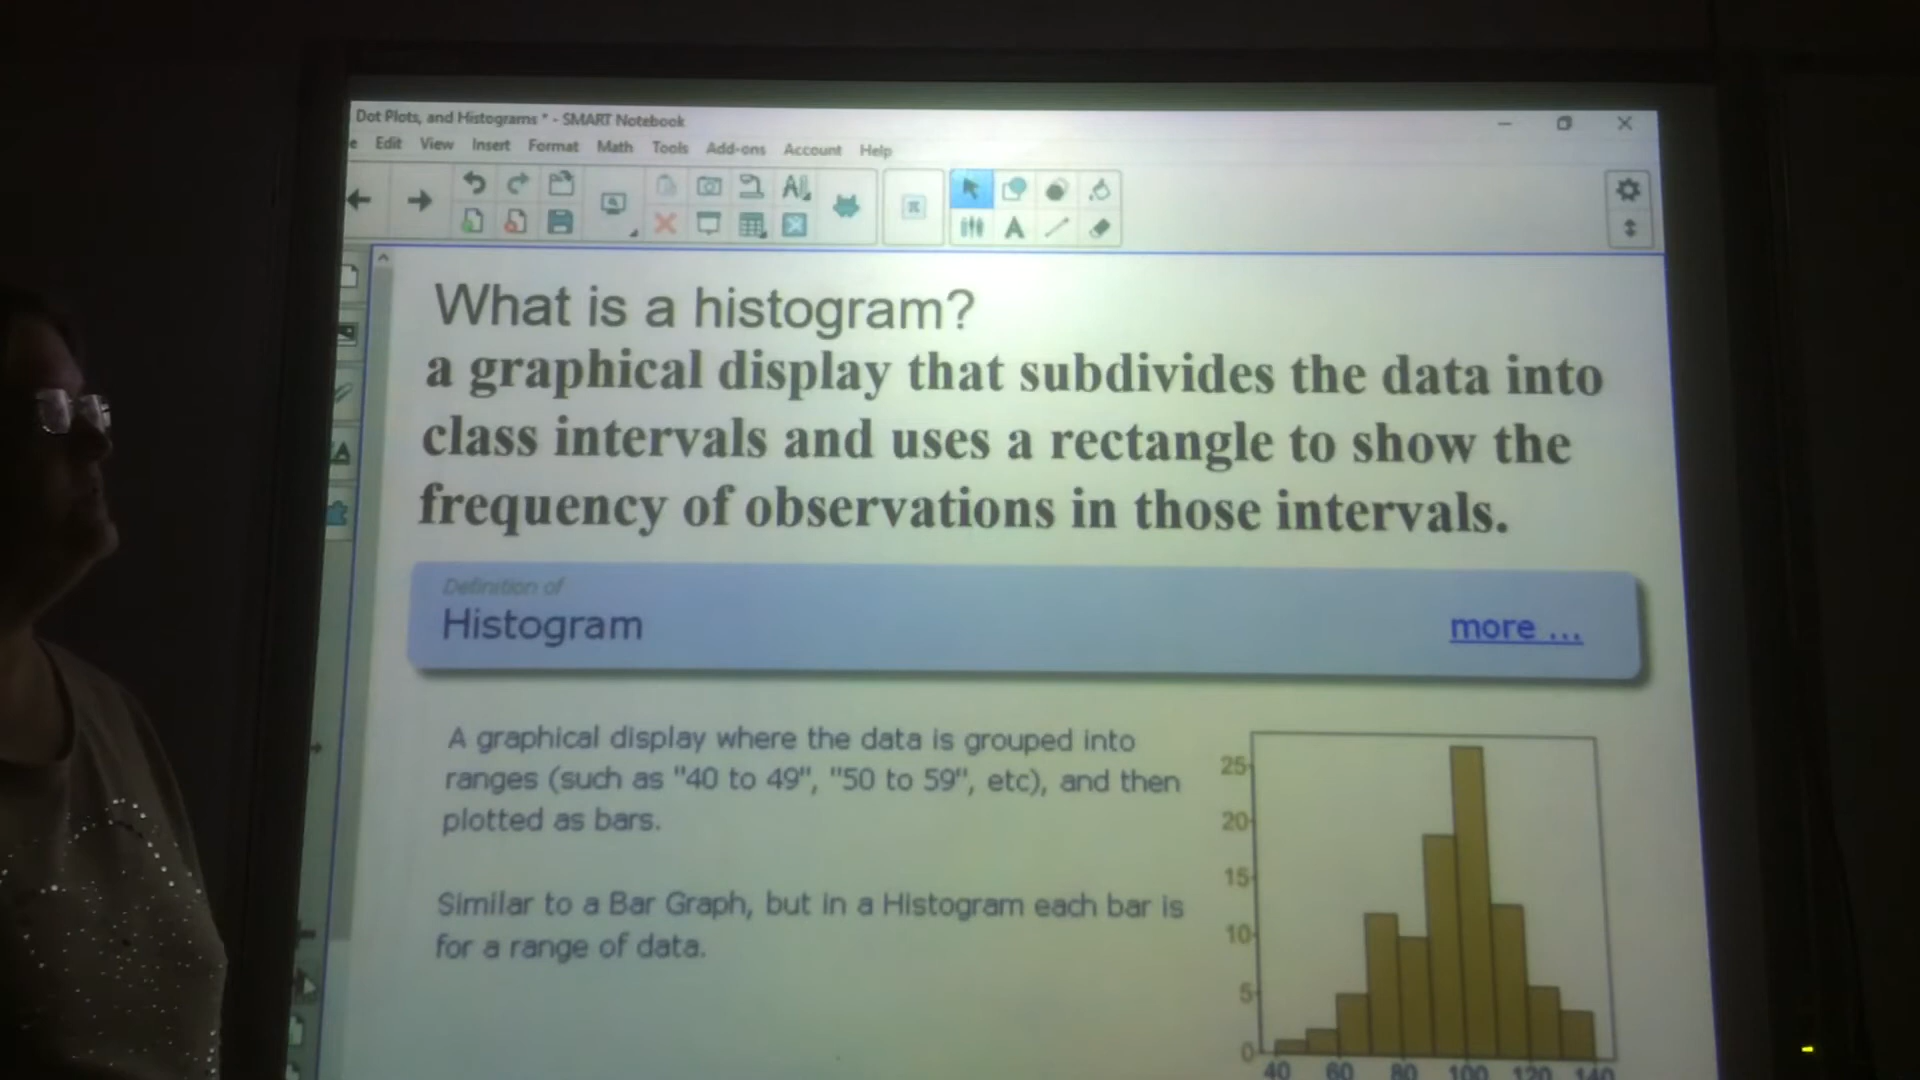 Dot Plots, and Histograms * - SMART Notebook
e Edit View Insert Format Math Tools Add-ons Account Help
What is a histogram?
a graphical display that subdivides the data into
class intervals and uses a rectangle to show the
frequency of observations in those intervals.
Definition of
Histogram
more ...
A graphical display where the data is grouped into
ranges (such as "40 to 49", "50 to 59", etc), and then
plotted as bars.
Similar to a Bar Graph, but in a Histogram each bar is
for a range of data.
25
20
15
10
5
0
40 60 80 100 120 140